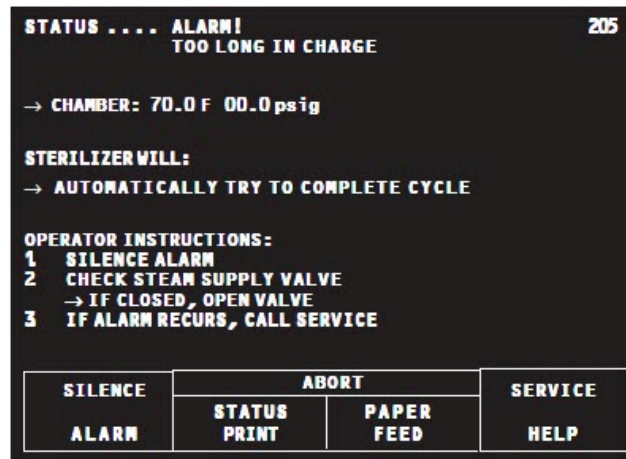 STATUS .... ALARM! 205
TOO LONG IN CHARGE
→ CHAMBER: 70.0 F 00.0 psig
STERILIZER WILL:
→ AUTOMATICALLY TRY TO COMPLETE CYCLE
OPERATOR INSTRUCTIONS:
1 SILENCE ALARM
2 CHECK STEAM SUPPLY VALVE
→ IF CLOSED, OPEN VALVE
3 IF ALARM RECURS, CALL SERVICE
SILENCE ALARM
ABORT
STATUS PRINT
PAPER FEED
SERVICE HELP